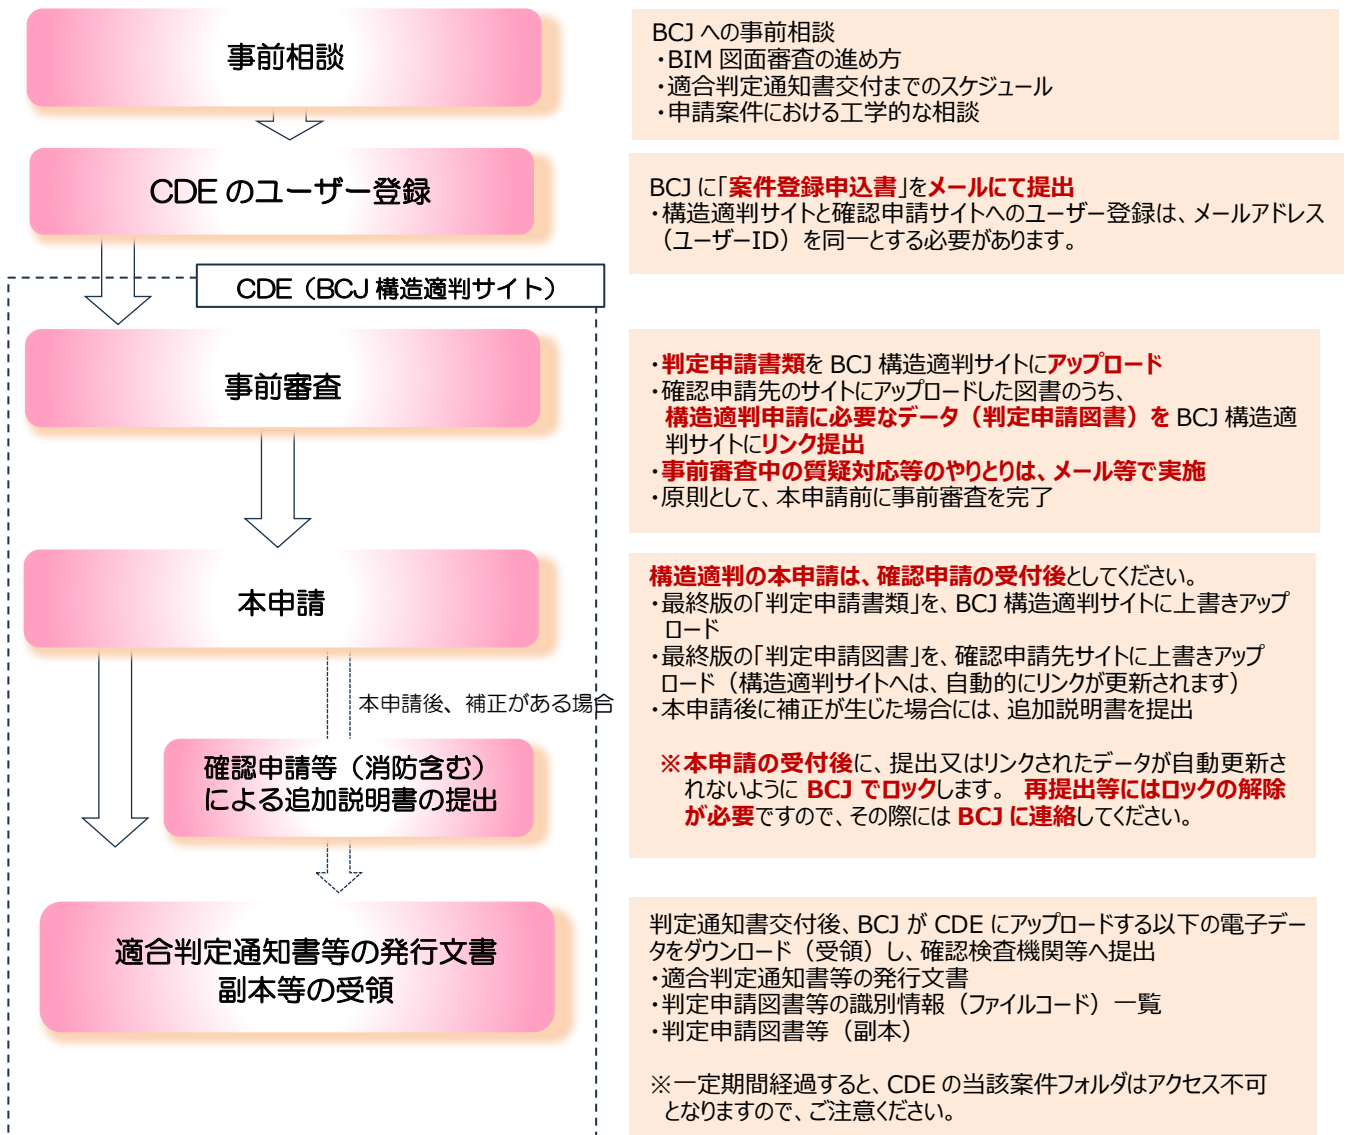 事前相談
BCJ への事前相談
・BIM 図面審査の進め方
・適合判定通知書交付までのスケジュール
・申請案件における工学的な相談
CDE のユーザー登録
BCJ に「案件登録申込書」をメールにて提出
・構造適判サイトと確認申請サイトへのユーザー登録は、メールアドレス
（ユーザーID）を同一とする必要があります。
CDE（BCJ 構造適判サイト）
事前審査
・判定申請書類を BCJ 構造適判サイトにアップロード
・確認申請先のサイトにアップロードした図書のうち、
構造適判申請に必要なデータ（判定申請図書）を BCJ 構造適
判サイトにリンク提出
・事前審査中の質疑対応等のやりとりは、メール等で実施
・原則として、本申請前に事前審査を完了
本申請
構造適判の本申請は、確認申請の受付後としてください。
・最終版の「判定申請書類」を、BCJ 構造適判サイトに上書きアップ
ロード
・最終版の「判定申請図書」を、確認申請先サイトに上書きアップ
ロード（構造適判サイトへは、自動的にリンクが更新されます）
・本申請後に補正が生じた場合には、追加説明書を提出
※本申請の受付後に、提出又はリンクされたデータが自動更新さ
れないように BCJ でロックします。 再提出等にはロックの解除
が必要ですので、その際には BCJ に連絡してください。
本申請後、補正がある場合
確認申請等（消防含む）
による追加説明書の提出
適合判定通知書等の発行文書
副本等の受領
判定通知書交付後、BCJ が CDE にアップロードする以下の電子デー
タをダウンロード（受領）し、確認検査機関等へ提出
・適合判定通知書等の発行文書
・判定申請図書等の識別情報（ファイルコード）一覧
・判定申請図書等（副本）
※一定期間経過すると、CDE の当該案件フォルダはアクセス不可
となりますので、ご注意ください。